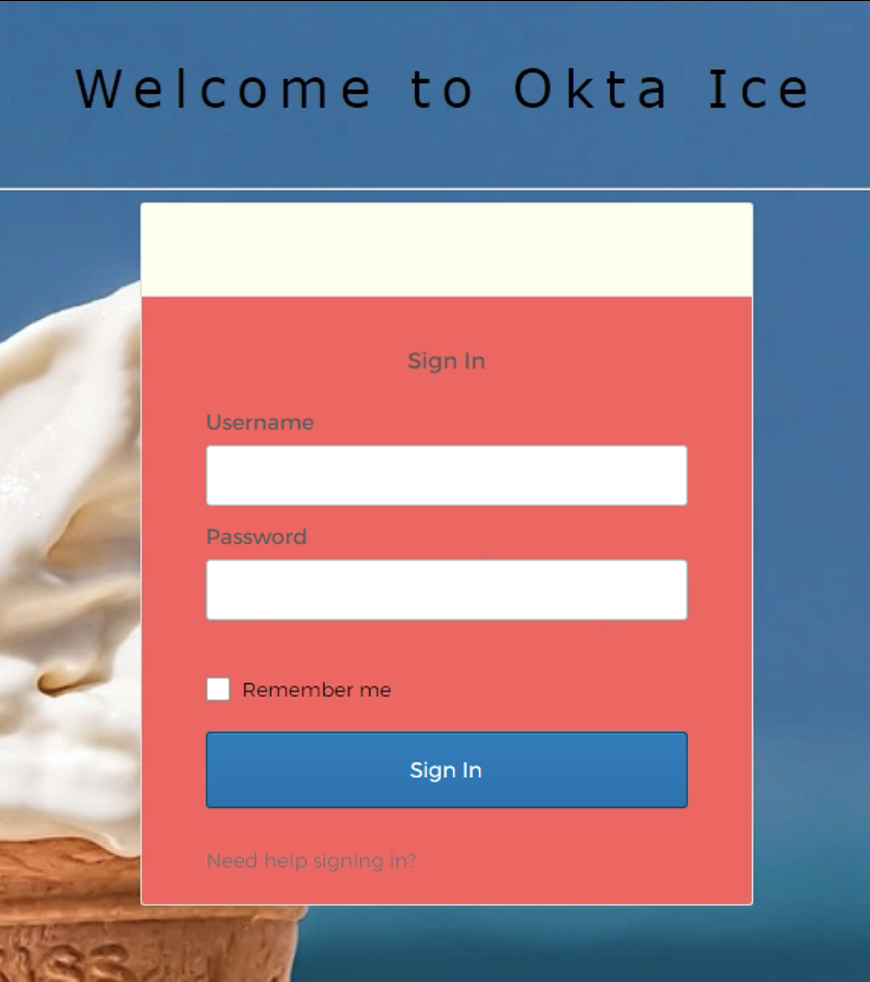 Welcome to Okta Ice
Sign In
Username
Password
Remember me
Sign In
Need help signing in?